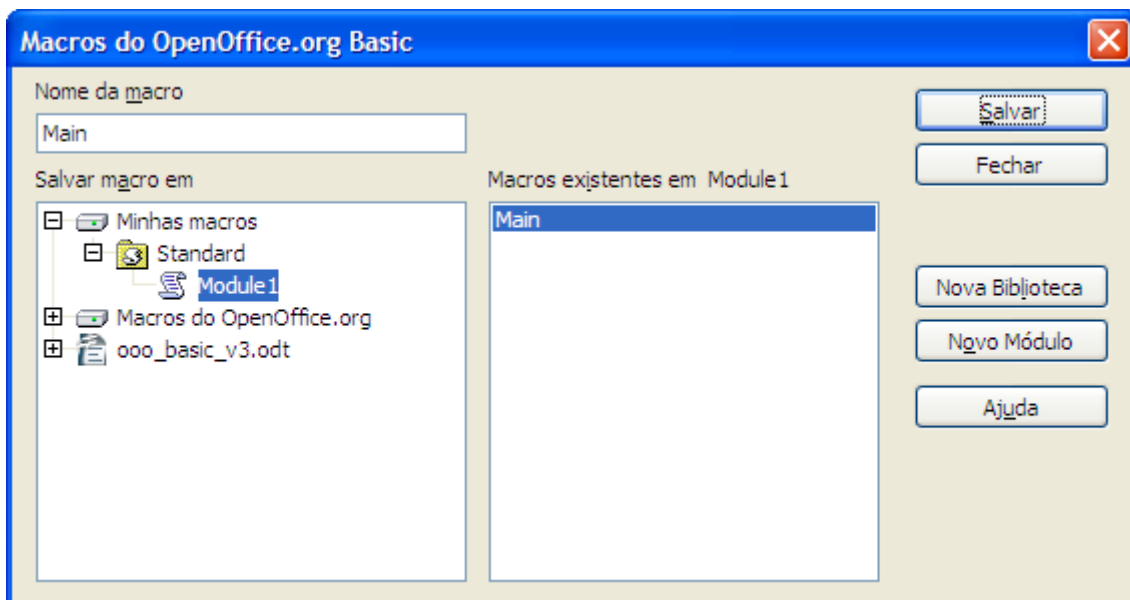 Macros do OpenOffice.org Basic
Nome da macro
Main
Salvar macro em
Minhas macros
Standard
Module1
Macros do OpenOffice.org
ooo_basic_v3.odt
Macros existentes em Module1
Main
Salvar
Fechar
Nova Biblioteca
Novo Módulo
Ajuda